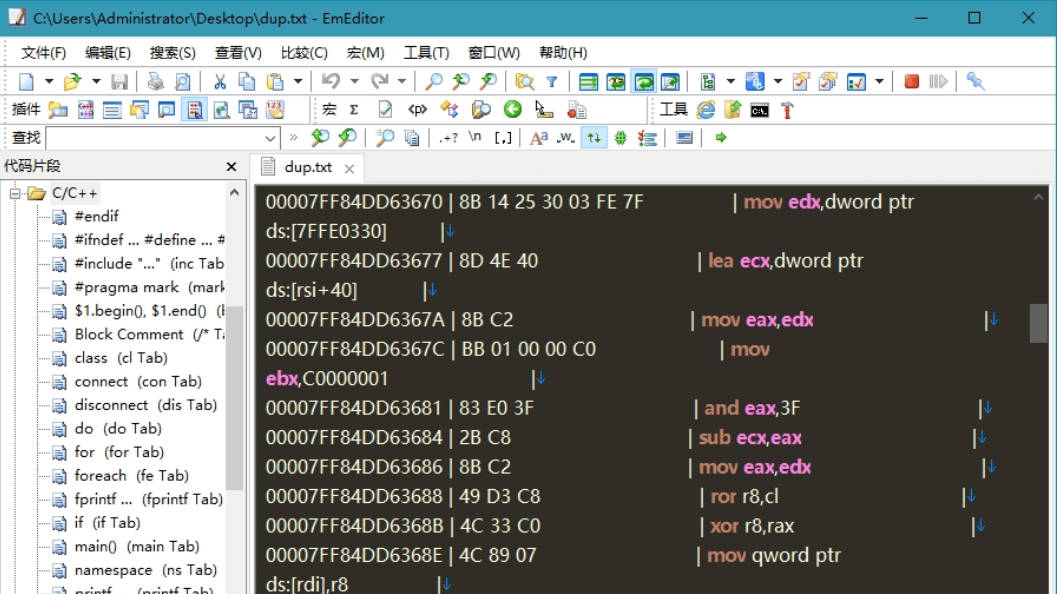 C:\Users\Administrator\Desktop\dup.txt - EmEditor
文件(F) 编辑(E) 搜索(S) 查看(V) 比较(C) 宏(M) 工具(T) 窗口(W) 帮助(H)
插件 宏 Σ <p> 工具
查找 » .+? \n [,] Aa .W.
代码片段
dup.txt
C/C++
#endif
#ifndef ... #define ... #
#include "..." (inc Tab
#pragma mark (mark
$1.begin(), $1.end() (b
Block Comment (/* Ta
class (cl Tab)
connect (con Tab)
disconnect (dis Tab)
do (do Tab)
for (for Tab)
foreach (fe Tab)
fprintf ... (fprintf Tab)
if (if Tab)
main() (main Tab)
namespace (ns Tab)
printf ... (printf Tab)
00007FF84DD63670 | 8B 14 25 30 03 FE 7F | mov edx,dword ptr
ds:[7FFE0330] |↓
00007FF84DD63677 | 8D 4E 40 | lea ecx,dword ptr
ds:[rsi+40] |↓
00007FF84DD6367A | 8B C2 | mov eax,edx |↓
00007FF84DD6367C | BB 01 00 00 C0 | mov
ebx,C0000001 |↓
00007FF84DD63681 | 83 E0 3F | and eax,3F |↓
00007FF84DD63684 | 2B C8 | sub ecx,eax |↓
00007FF84DD63686 | 8B C2 | mov eax,edx |↓
00007FF84DD63688 | 49 D3 C8 | ror r8,cl |↓
00007FF84DD6368B | 4C 33 C0 | xor r8,rax |↓
00007FF84DD6368E | 4C 89 07 | mov qword ptr
ds:[rdi],r8 |↓